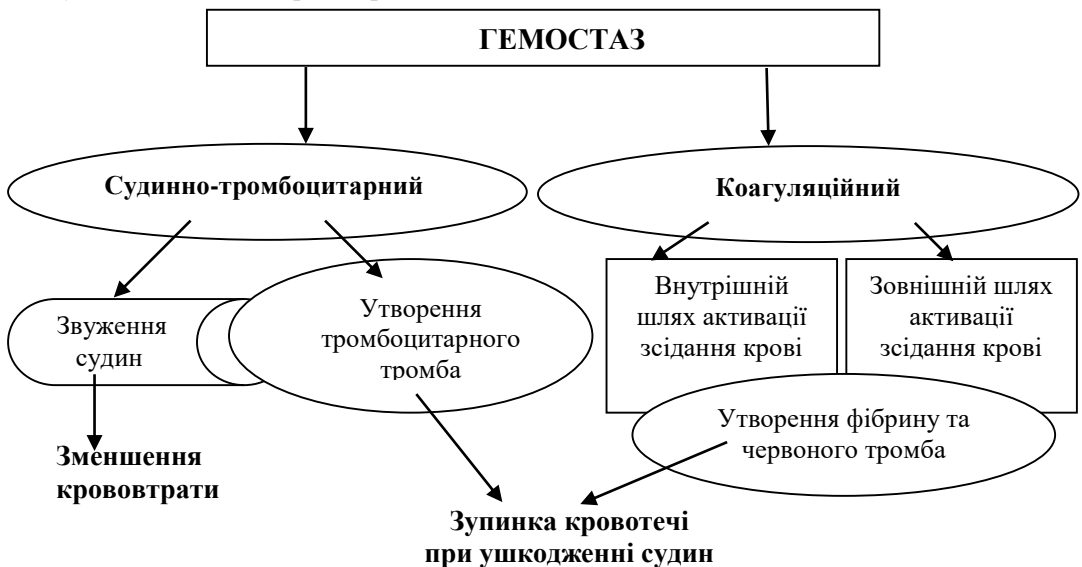 ГЕМОСТАЗ
Судинно-тромбоцитарний
Коагуляційний
Звуження
судин
Утворення
тромбоцитарного
тромба
Внутрішній
шлях активації
зсідання крові
Зовнішній шлях
активації
зсідання крові
Утворення фібрину та
червоного тромба
Зменшення
крововтрати
Зупинка кровотечі
при ушкодженні судин